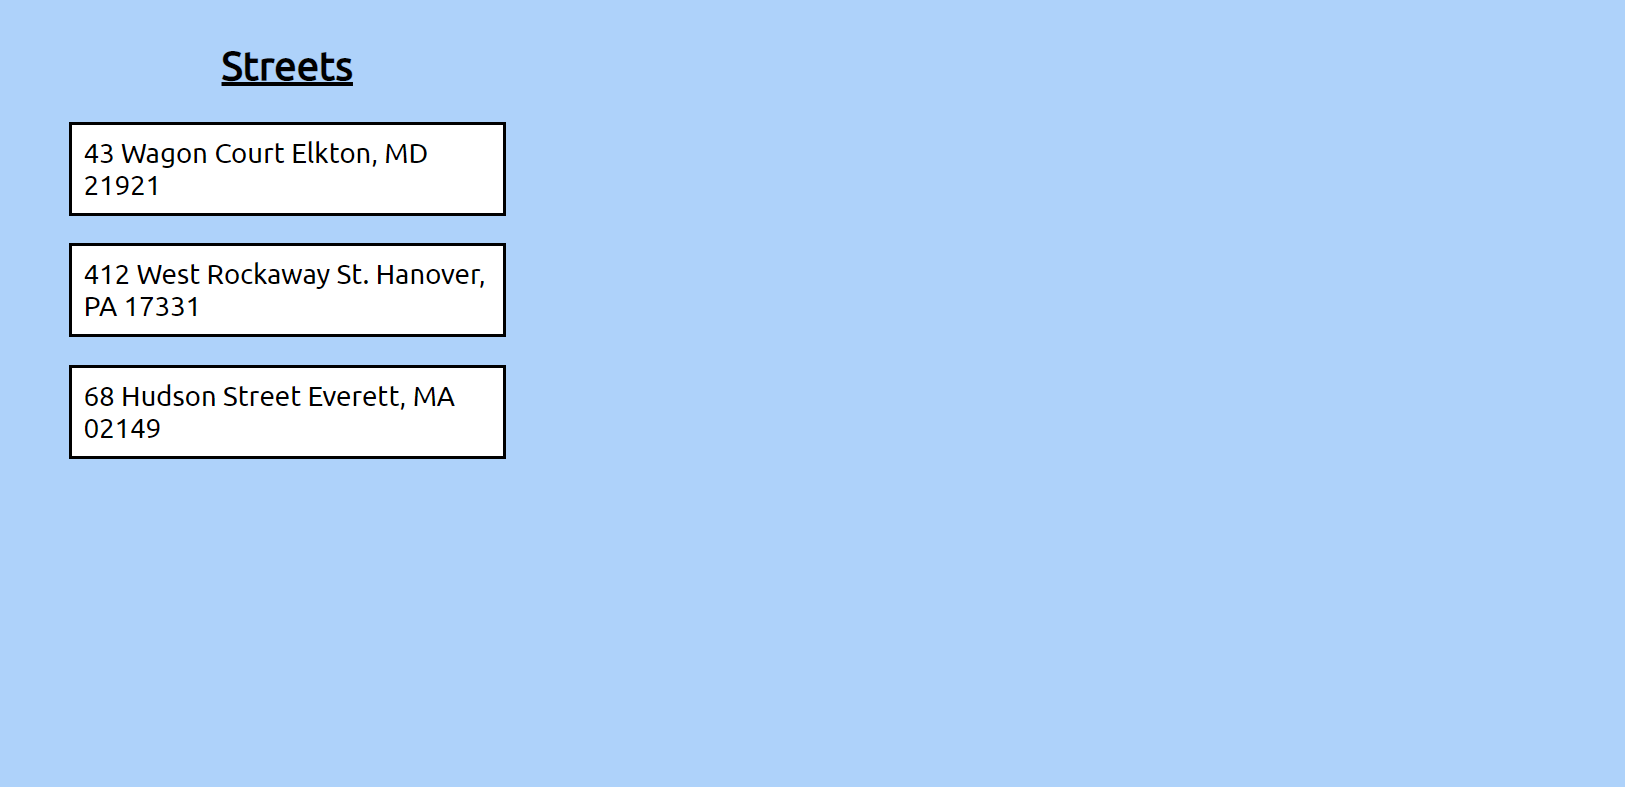 Streets
43 Wagon Court Elkton, MD
21921
412 West Rockaway St. Hanover,
PA 17331
68 Hudson Street Everett, MA
02149